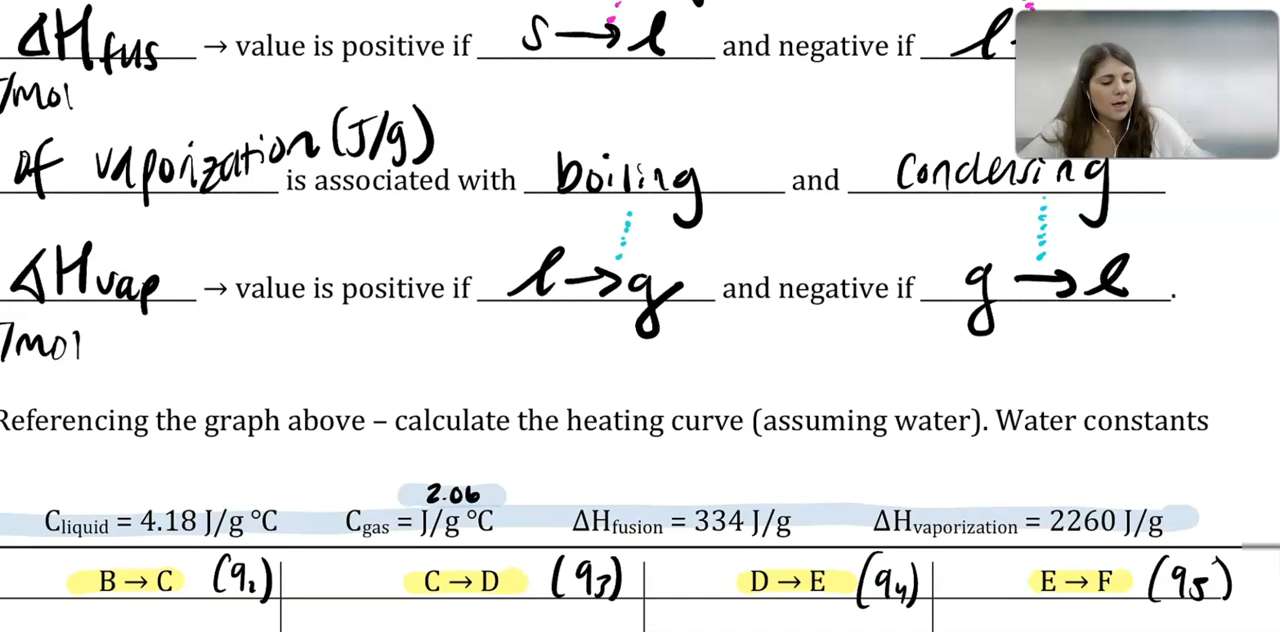 ΔHfus → value is positive if s→l and negative if l
/mol
of vaporization (J/g) is associated with boiling and condensing
ΔHvap → value is positive if l→g and negative if g→l.
/mol
Referencing the graph above – calculate the heating curve (assuming water). Water constants
2.06
Cliquid = 4.18 J/g °C Cgas = J/g °C ΔHfusion = 334 J/g ΔHvaporization = 2260 J/g
B → C (q2) C → D (q3) D → E (q4) E → F (q5)